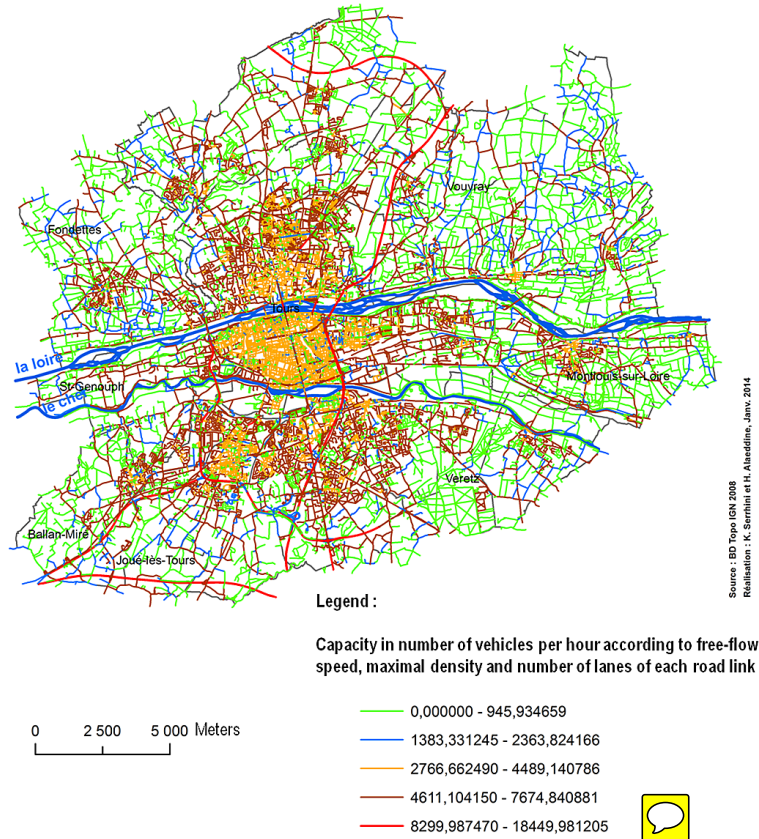 Vouvray
Fondettes
Tours
la loire
St-Genouph
le cher
Montlouis-sur-Loire
Veretz
Ballan-Miré
Joué-lès-Tours
Source : BD Topo IGN 2008
Réalisation : K. Serrhini et H. Alaeddine, Janv. 2014
Legend :
Capacity in number of vehicles per hour according to free-flow
speed, maximal density and number of lanes of each road link
0 2 500 5 000 Meters
0,000000 - 945,934659
1383,331245 - 2363,824166
2766,662490 - 4489,140786
4611,104150 - 7674,840881
8299,987470 - 18449,981205